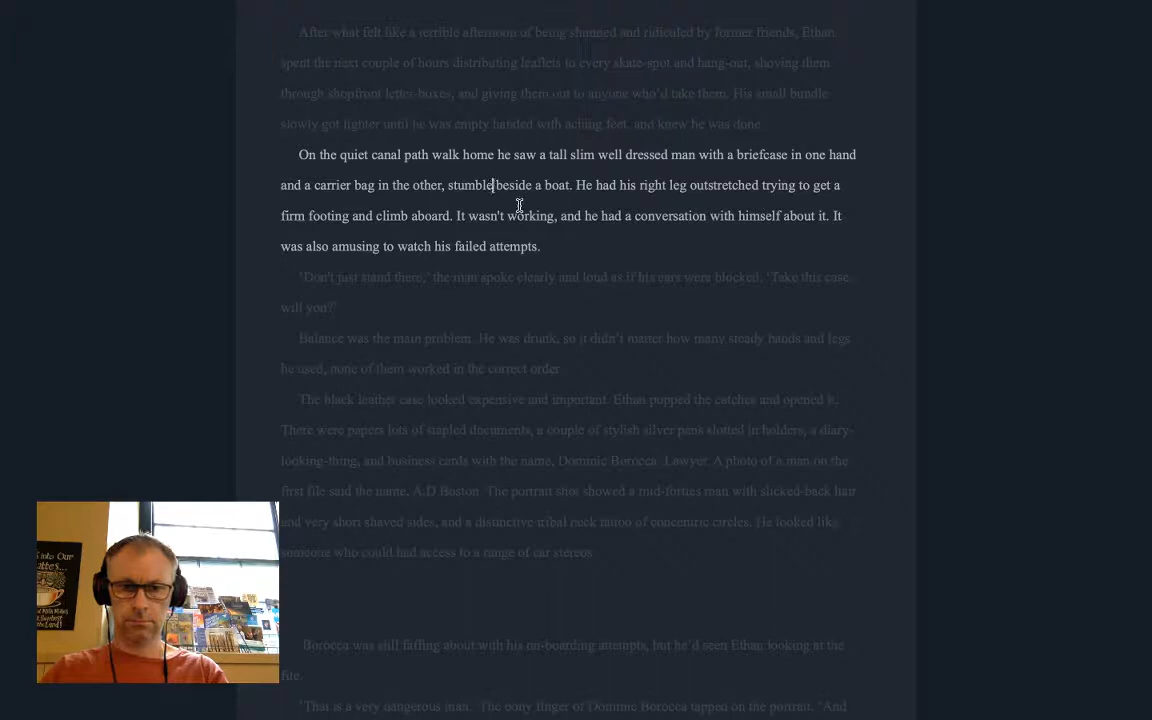 After what felt like a terrible afternoon of being shunned and ridiculed by former friends, Ethan
spent the next couple of hours distributing leaflets to every skate-spot and hang-out, shoving them
through shopfront letter-boxes, and giving them out to anyone who'd take them. His small bundle
slowly got lighter until he was empty handed with aching feet, and knew he was done.
On the quiet canal path walk home he saw a tall slim well dressed man with a briefcase in one hand
and a carrier bag in the other, stumble beside a boat. He had his right leg outstretched trying to get a
firm footing and climb aboard. It wasn't working, and he had a conversation with himself about it. It
was also amusing to watch his failed attempts.
'Don't just stand there,' the man spoke clearly and loud as if his ears were blocked. 'Take this case,
will you?'
Balance was the main problem. He was drunk, so it didn't matter how many steady hands and legs
he used, none of them worked in the correct order.
The black leather case looked expensive and important. Ethan popped the catches and opened it.
There were papers lots of stapled documents, a couple of stylish silver pens slotted in holders, a diary-
looking-thing, and business cards with the name, Dominic Borocca. Lawyer. A photo of a man on the
first file said the name, A.D Boston. The portrait shot showed a mid-forties man with slicked-back hair
and very short shaved sides, and a distinctive tribal neck tattoo of concentric circles. He looked like
someone who could had access to a range of car stereos.
Borocca was still faffing about with his on-boarding attempts, but he'd seen Ethan looking at the
file.
'That is a very dangerous man.' The bony finger of Dominic Borocca tapped on the portrait. 'And
into Our